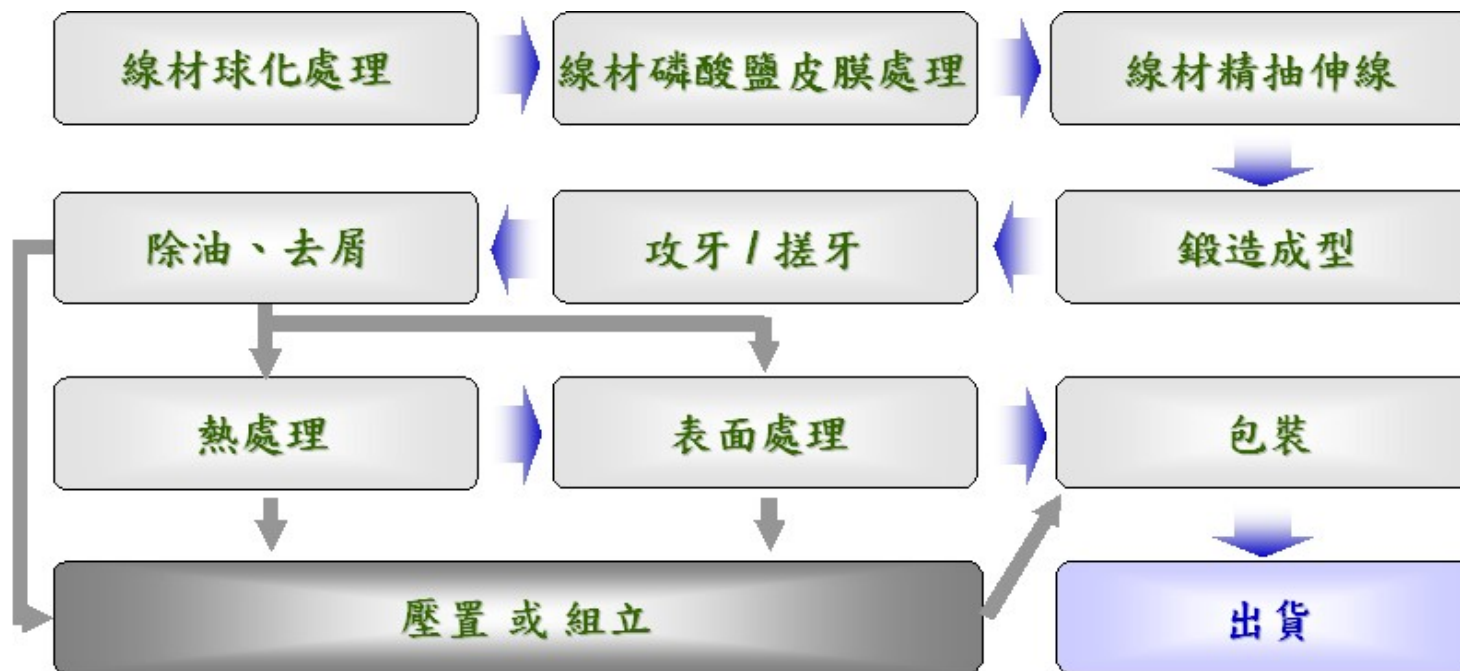 線材球化處理
線材磷酸鹽皮膜處理
線材精抽伸線
除油、去屑
攻牙 / 搓牙
鍛造成型
熱處理
表面處理
包裝
壓置 或 組立
出貨